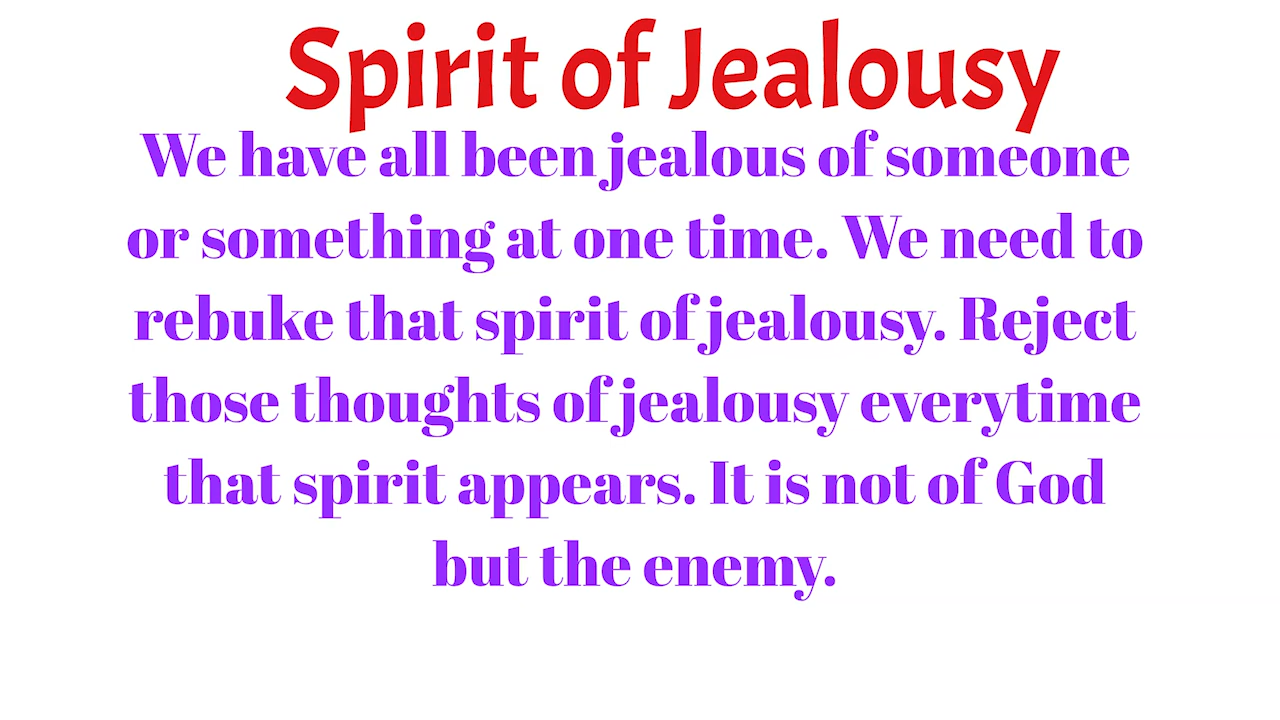 Spirit of Jealousy
We have all been jealous of someone
or something at one time. We need to
rebuke that spirit of jealousy. Reject
those thoughts of jealousy everytime
that spirit appears. It is not of God
but the enemy.